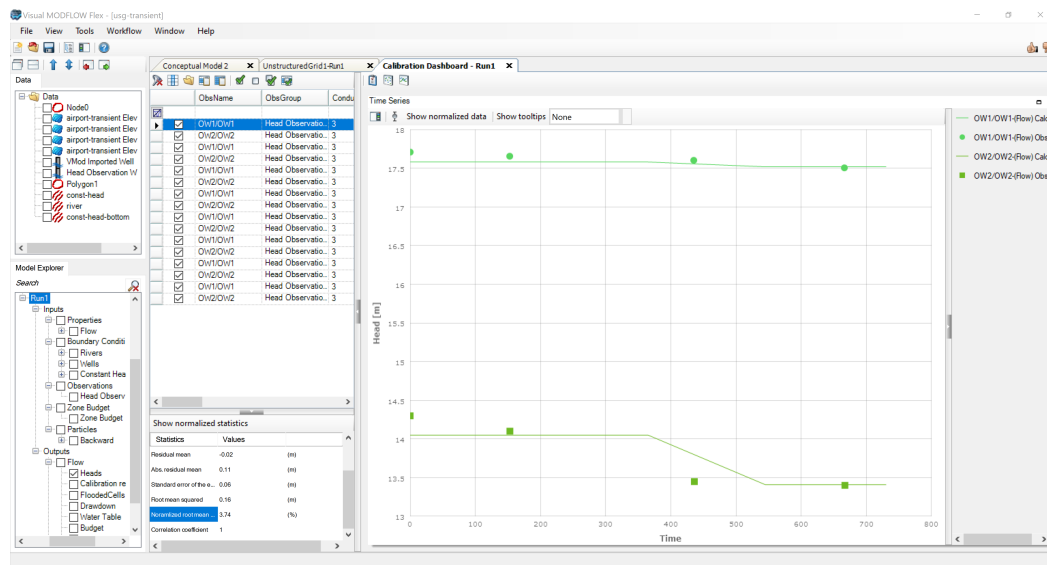 Visual MODFLOW Flex - [usg-transient]
File View Tools Workflow Window Help
Conceptual Model 2 x UnstructuredGrid1-Run1 x Calibration Dashboard - Run1 x
Data
Data
Node0
airport-transient Elev
airport-transient Elev
airport-transient Elev
airport-transient Elev
VMod Imported Well
Head Observation W
Polygon1
const-head
river
const-head-bottom
Model Explorer
Search
Run1
Inputs
Properties
Flow
Boundary Conditi
Rivers
Wells
Constant Hea
Observations
Head Observ
Zone Budget
Zone Budget
Particles
Backward
Outputs
Flow
Heads
Calibration re
FloodedCells
Drawdown
Water Table
Budget
ObsName ObsGroup Condu
OW1/OW1 Head Observatio... 3
OW2/OW2 Head Observatio... 3
OW1/OW1 Head Observatio... 3
OW2/OW2 Head Observatio... 3
OW1/OW1 Head Observatio... 3
OW2/OW2 Head Observatio... 3
OW1/OW1 Head Observatio... 3
OW2/OW2 Head Observatio... 3
OW1/OW1 Head Observatio... 3
OW2/OW2 Head Observatio... 3
OW1/OW1 Head Observatio... 3
OW2/OW2 Head Observatio... 3
OW1/OW1 Head Observatio... 3
OW2/OW2 Head Observatio... 3
OW1/OW1 Head Observatio... 3
OW2/OW2 Head Observatio... 3
Show normalized statistics
Statistics Values
Residual mean -0.02 (m)
Abs. residual mean 0.11 (m)
Standard error of the e... 0.06 (m)
Root mean squared 0.16 (m)
Noramlized root mean ... 3.74 (%)
Correlation coefficient 1
Time Series
Show normalized data Show tooltips None
18
17.5
17
16.5
16
15.5
15
14.5
14
13.5
13
Head [m]
0 100 200 300 400 500 600 700 800
Time
OW1/OW1-(Flow) Calc
OW1/OW1-(Flow) Obs
OW2/OW2-(Flow) Calc
OW2/OW2-(Flow) Obs